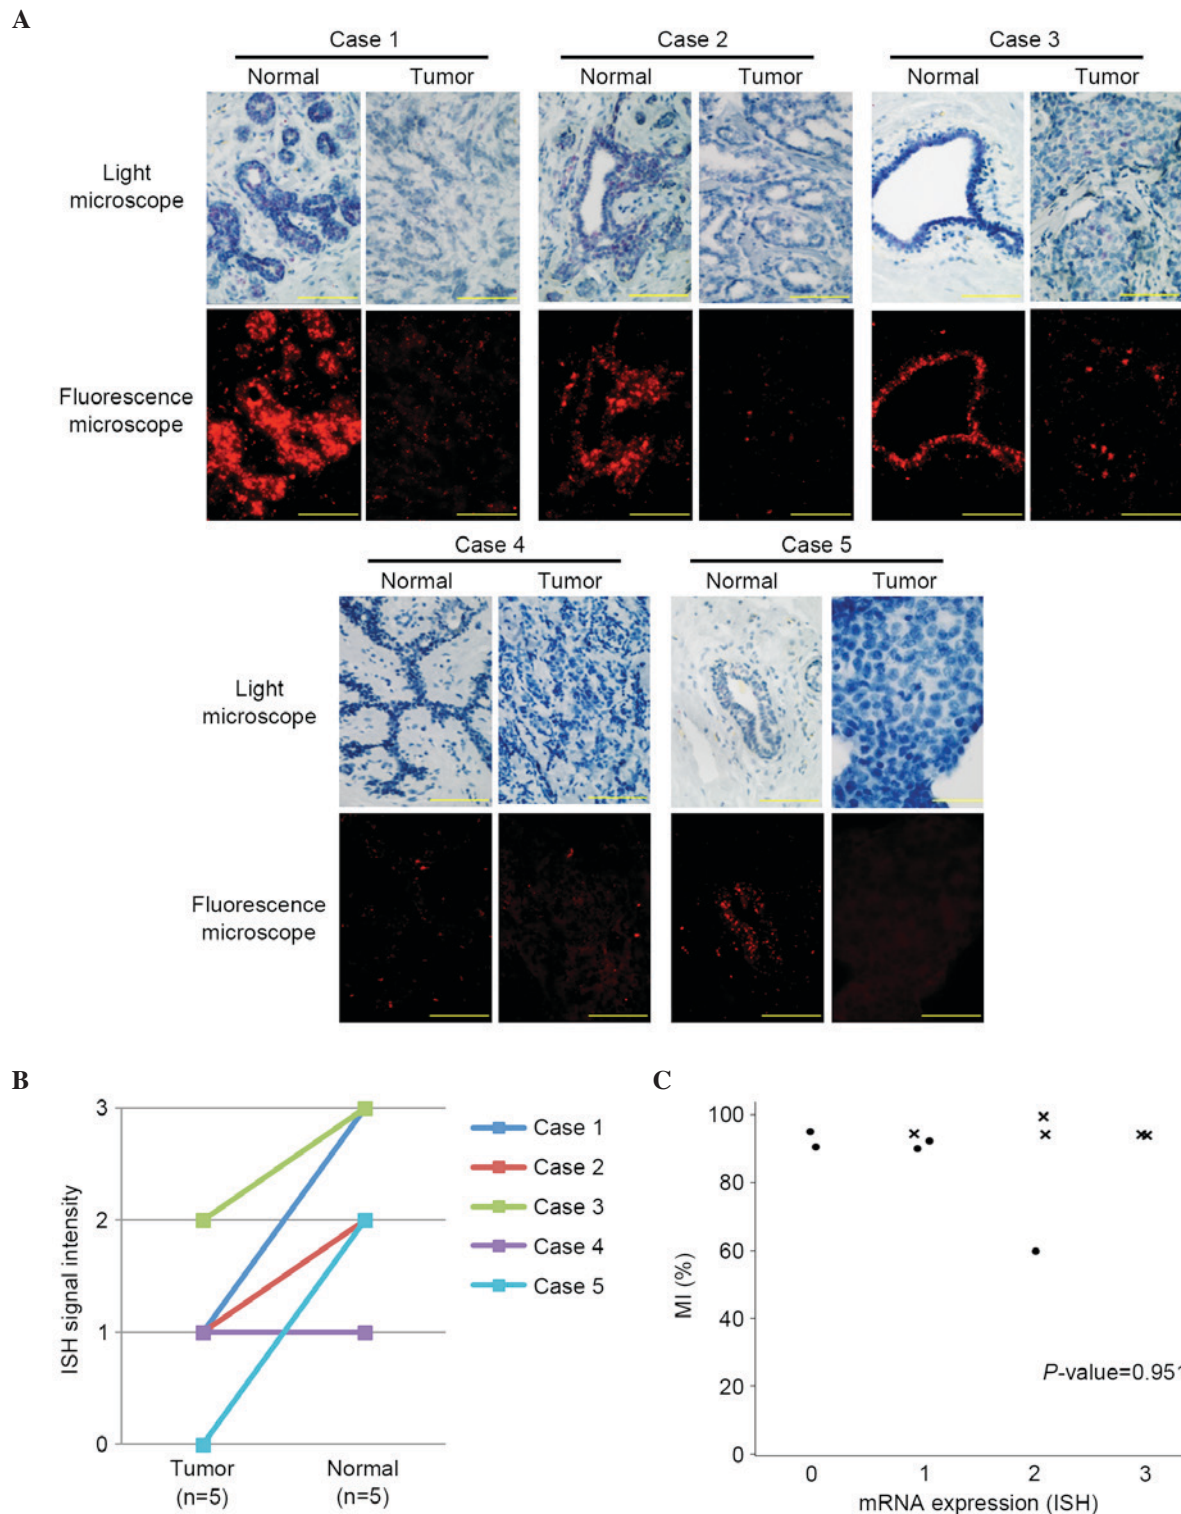 A
Case 1 Case 2 Case 3
Normal Tumor Normal Tumor Normal Tumor
Light
microscope
Fluorescence
microscope
Case 4 Case 5
Normal Tumor Normal Tumor
Light
microscope
Fluorescence
microscope
B
ISH signal intensity
3
2
1
0
Tumor
(n=5)
Normal
(n=5)
Case 1
Case 2
Case 3
Case 4
Case 5
C
MI (%)
100
80
60
40
20
0
P-value=0.951
0 1 2 3
mRNA expression (ISH)